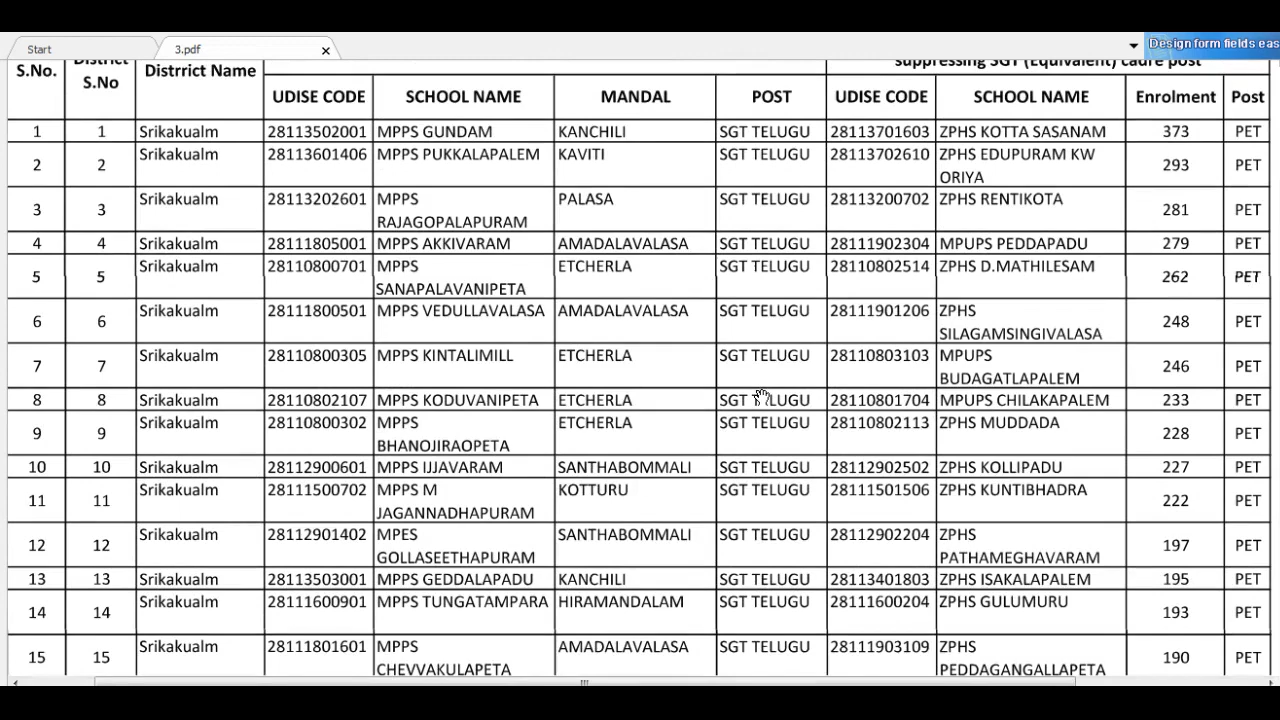 Start
3.pdf
Design form fields eas
S.No. District S.No Distrrict Name suppressing SGT (Equivalent) cadre post
UDISE CODE SCHOOL NAME MANDAL POST UDISE CODE SCHOOL NAME Enrolment Post
1 1 Srikakualm 28113502001 MPPS GUNDAM KANCHILI SGT TELUGU 28113701603 ZPHS KOTTA SASANAM 373 PET
2 2 Srikakualm 28113601406 MPPS PUKKALAPALEM KAVITI SGT TELUGU 28113702610 ZPHS EDUPURAM KW ORIYA 293 PET
3 3 Srikakualm 28113202601 MPPS RAJAGOPALAPURAM PALASA SGT TELUGU 28113200702 ZPHS RENTIKOTA 281 PET
4 4 Srikakualm 28111805001 MPPS AKKIVARAM AMADALAVALASA SGT TELUGU 28111902304 MPUPS PEDDAPADU 279 PET
5 5 Srikakualm 28110800701 MPPS SANAPALAVANIPETA ETCHERLA SGT TELUGU 28110802514 ZPHS D.MATHILESAM 262 PET
6 6 Srikakualm 28111800501 MPPS VEDULLAVALASA AMADALAVALASA SGT TELUGU 28111901206 ZPHS SILAGAMSINGIVALASA 248 PET
7 7 Srikakualm 28110800305 MPPS KINTALIMILL ETCHERLA SGT TELUGU 28110803103 MPUPS BUDAGATLAPALEM 246 PET
8 8 Srikakualm 28110802107 MPPS KODUVANIPETA ETCHERLA SGT TELUGU 28110801704 MPUPS CHILAKAPALEM 233 PET
9 9 Srikakualm 28110800302 MPPS BHANOJIRAOPETA ETCHERLA SGT TELUGU 28110802113 ZPHS MUDDADA 228 PET
10 10 Srikakualm 28112900601 MPPS IJJAVARAM SANTHABOMMALI SGT TELUGU 28112902502 ZPHS KOLLIPADU 227 PET
11 11 Srikakualm 28111500702 MPPS M JAGANNADHAPURAM KOTTURU SGT TELUGU 28111501506 ZPHS KUNTIBHADRA 222 PET
12 12 Srikakualm 28112901402 MPES GOLLASEETHAPURAM SANTHABOMMALI SGT TELUGU 28112902204 ZPHS PATHAMEGHAVARAM 197 PET
13 13 Srikakualm 28113503001 MPPS GEDDALAPADU KANCHILI SGT TELUGU 28113401803 ZPHS ISAKALAPALEM 195 PET
14 14 Srikakualm 28111600901 MPPS TUNGATAMPARA HIRAMANDALAM SGT TELUGU 28111600204 ZPHS GULUMURU 193 PET
15 15 Srikakualm 28111801601 MPPS CHEVVAKULAPETA AMADALAVALASA SGT TELUGU 28111903109 ZPHS PEDDAGANGALLAPETA 190 PET